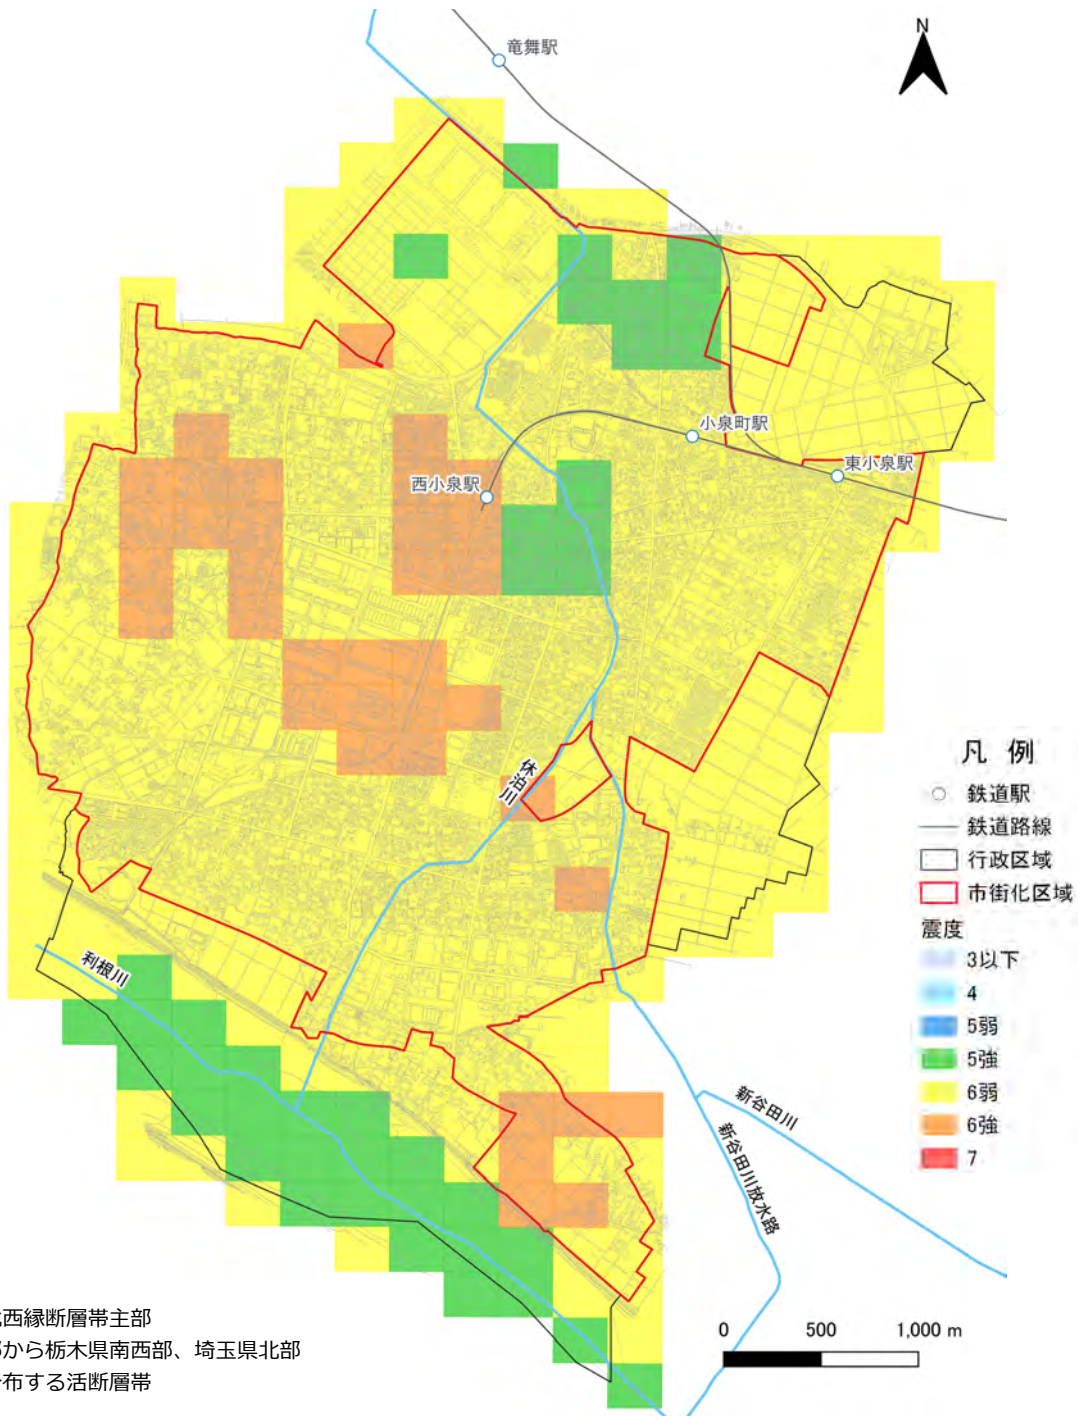 N
竜舞駅
小泉町駅
東小泉駅
西小泉駅
休泊川
利根川
新谷田川
新谷田川放水路
凡 例
鉄道駅
鉄道路線
行政区域
市街化区域
震度
3以下
4
5弱
5強
6弱
6強
7
0 500 1,000 m
西縁断層帯主部
から栃木県南西部、埼玉県北部
布する活断層帯